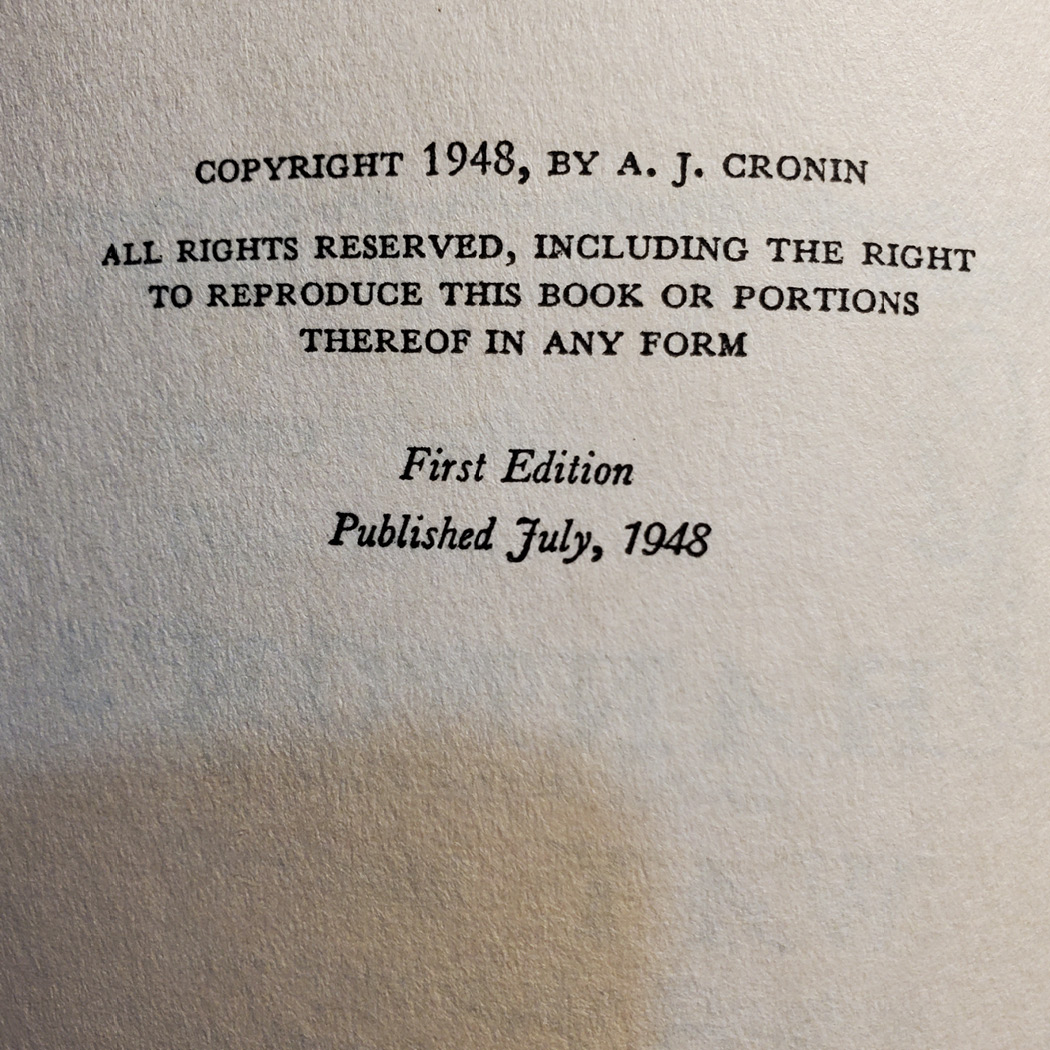 COPYRIGHT 1948, BY A. J. CRONIN
ALL RIGHTS RESERVED, INCLUDING THE RIGHT
TO REPRODUCE THIS BOOK OR PORTIONS
THEREOF IN ANY FORM
First Edition
Published July, 1948